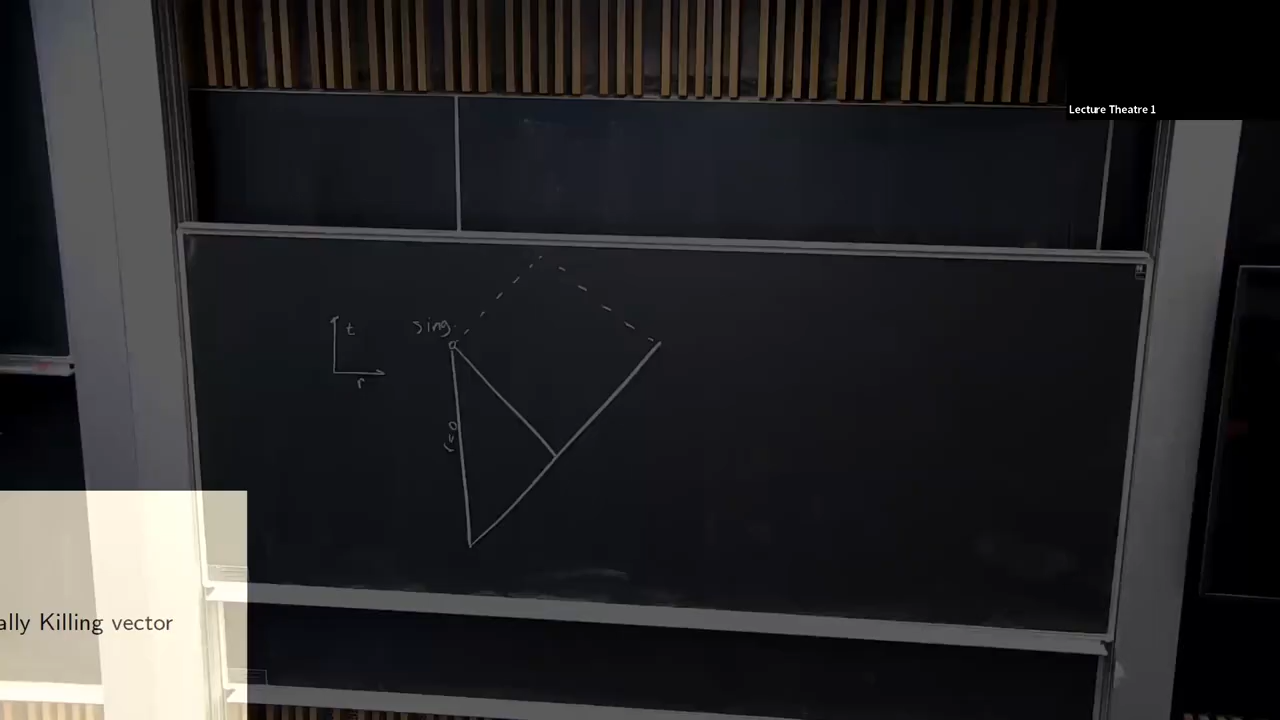 Lecture Theatre 1
sing.
t
r
r=0
ally Killing vector